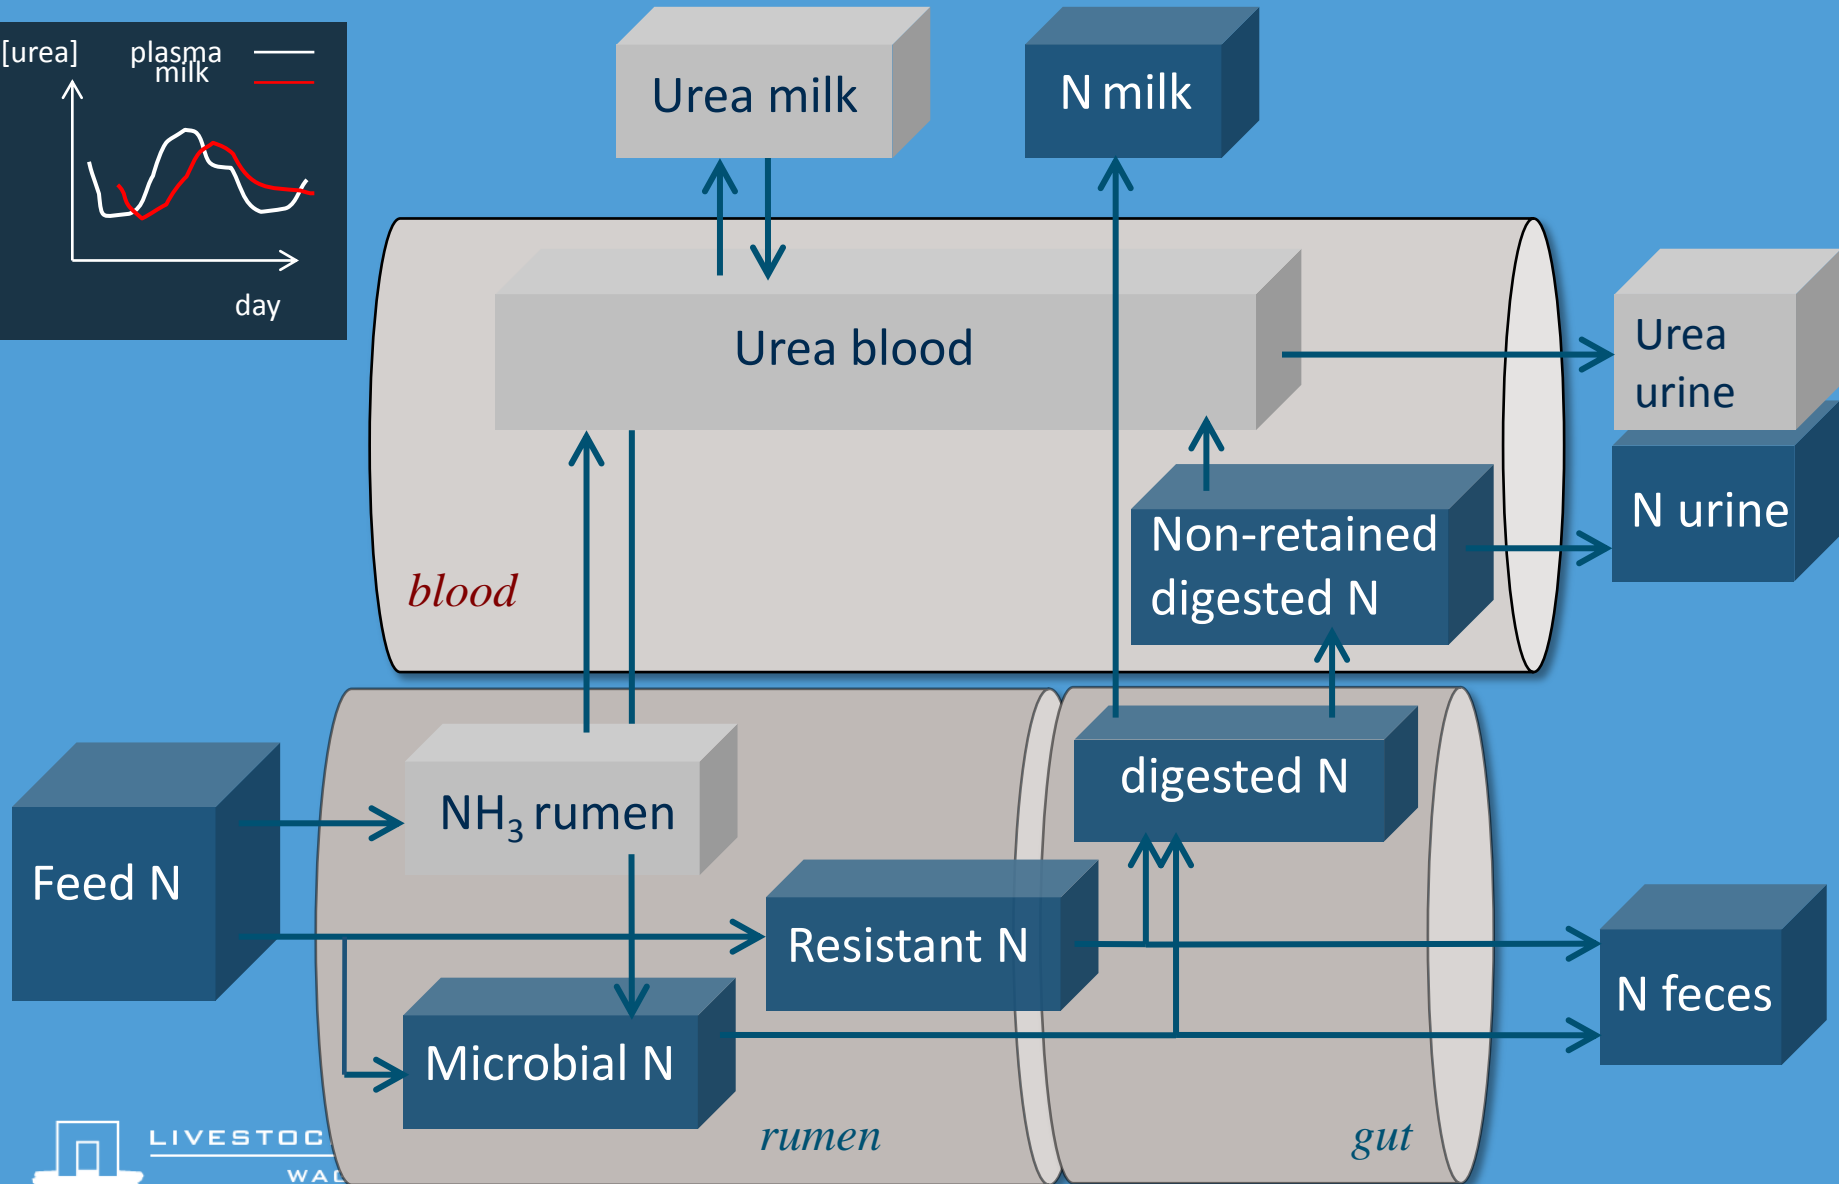 [urea]
plasma
milk
day
Urea milk
N milk
Urea blood
Urea
urine
N urine
Non-retained
digested N
blood
digested N
NH₃ rumen
Feed N
Resistant N
N feces
Microbial N
rumen
gut